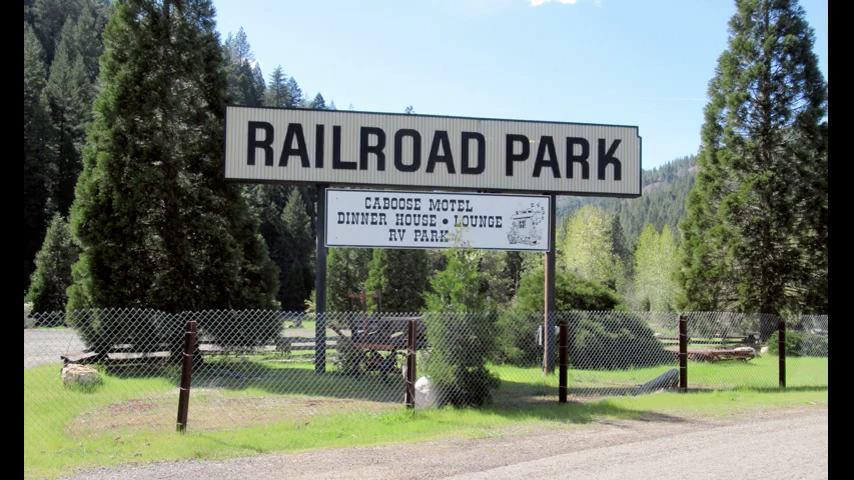 RAILROAD PARK
CABOOSE MOTEL
DINNER HOUSE • LOUNGE
RV PARK